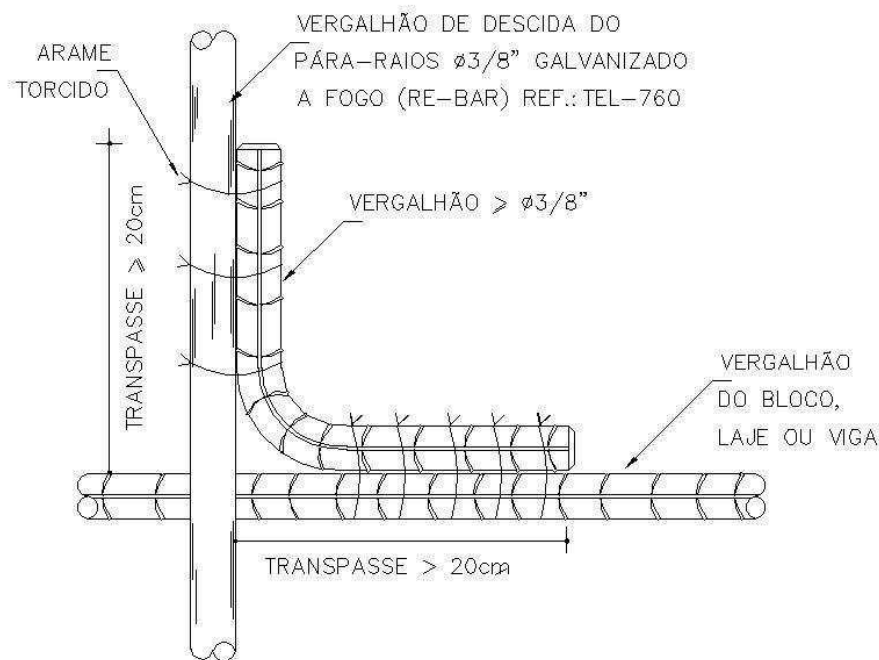 VERGALHÃO DE DESCIDA DO
PÁRA-RAIOS ø3/8" GALVANIZADO
A FOGO (RE-BAR) REF.: TEL-760
ARAME
TORCIDO
VERGALHÃO ⩾ ø3/8"
TRANSPASSE ⩾ 20cm
VERGALHÃO
DO BLOCO,
LAJE OU VIGA
TRANSPASSE > 20cm